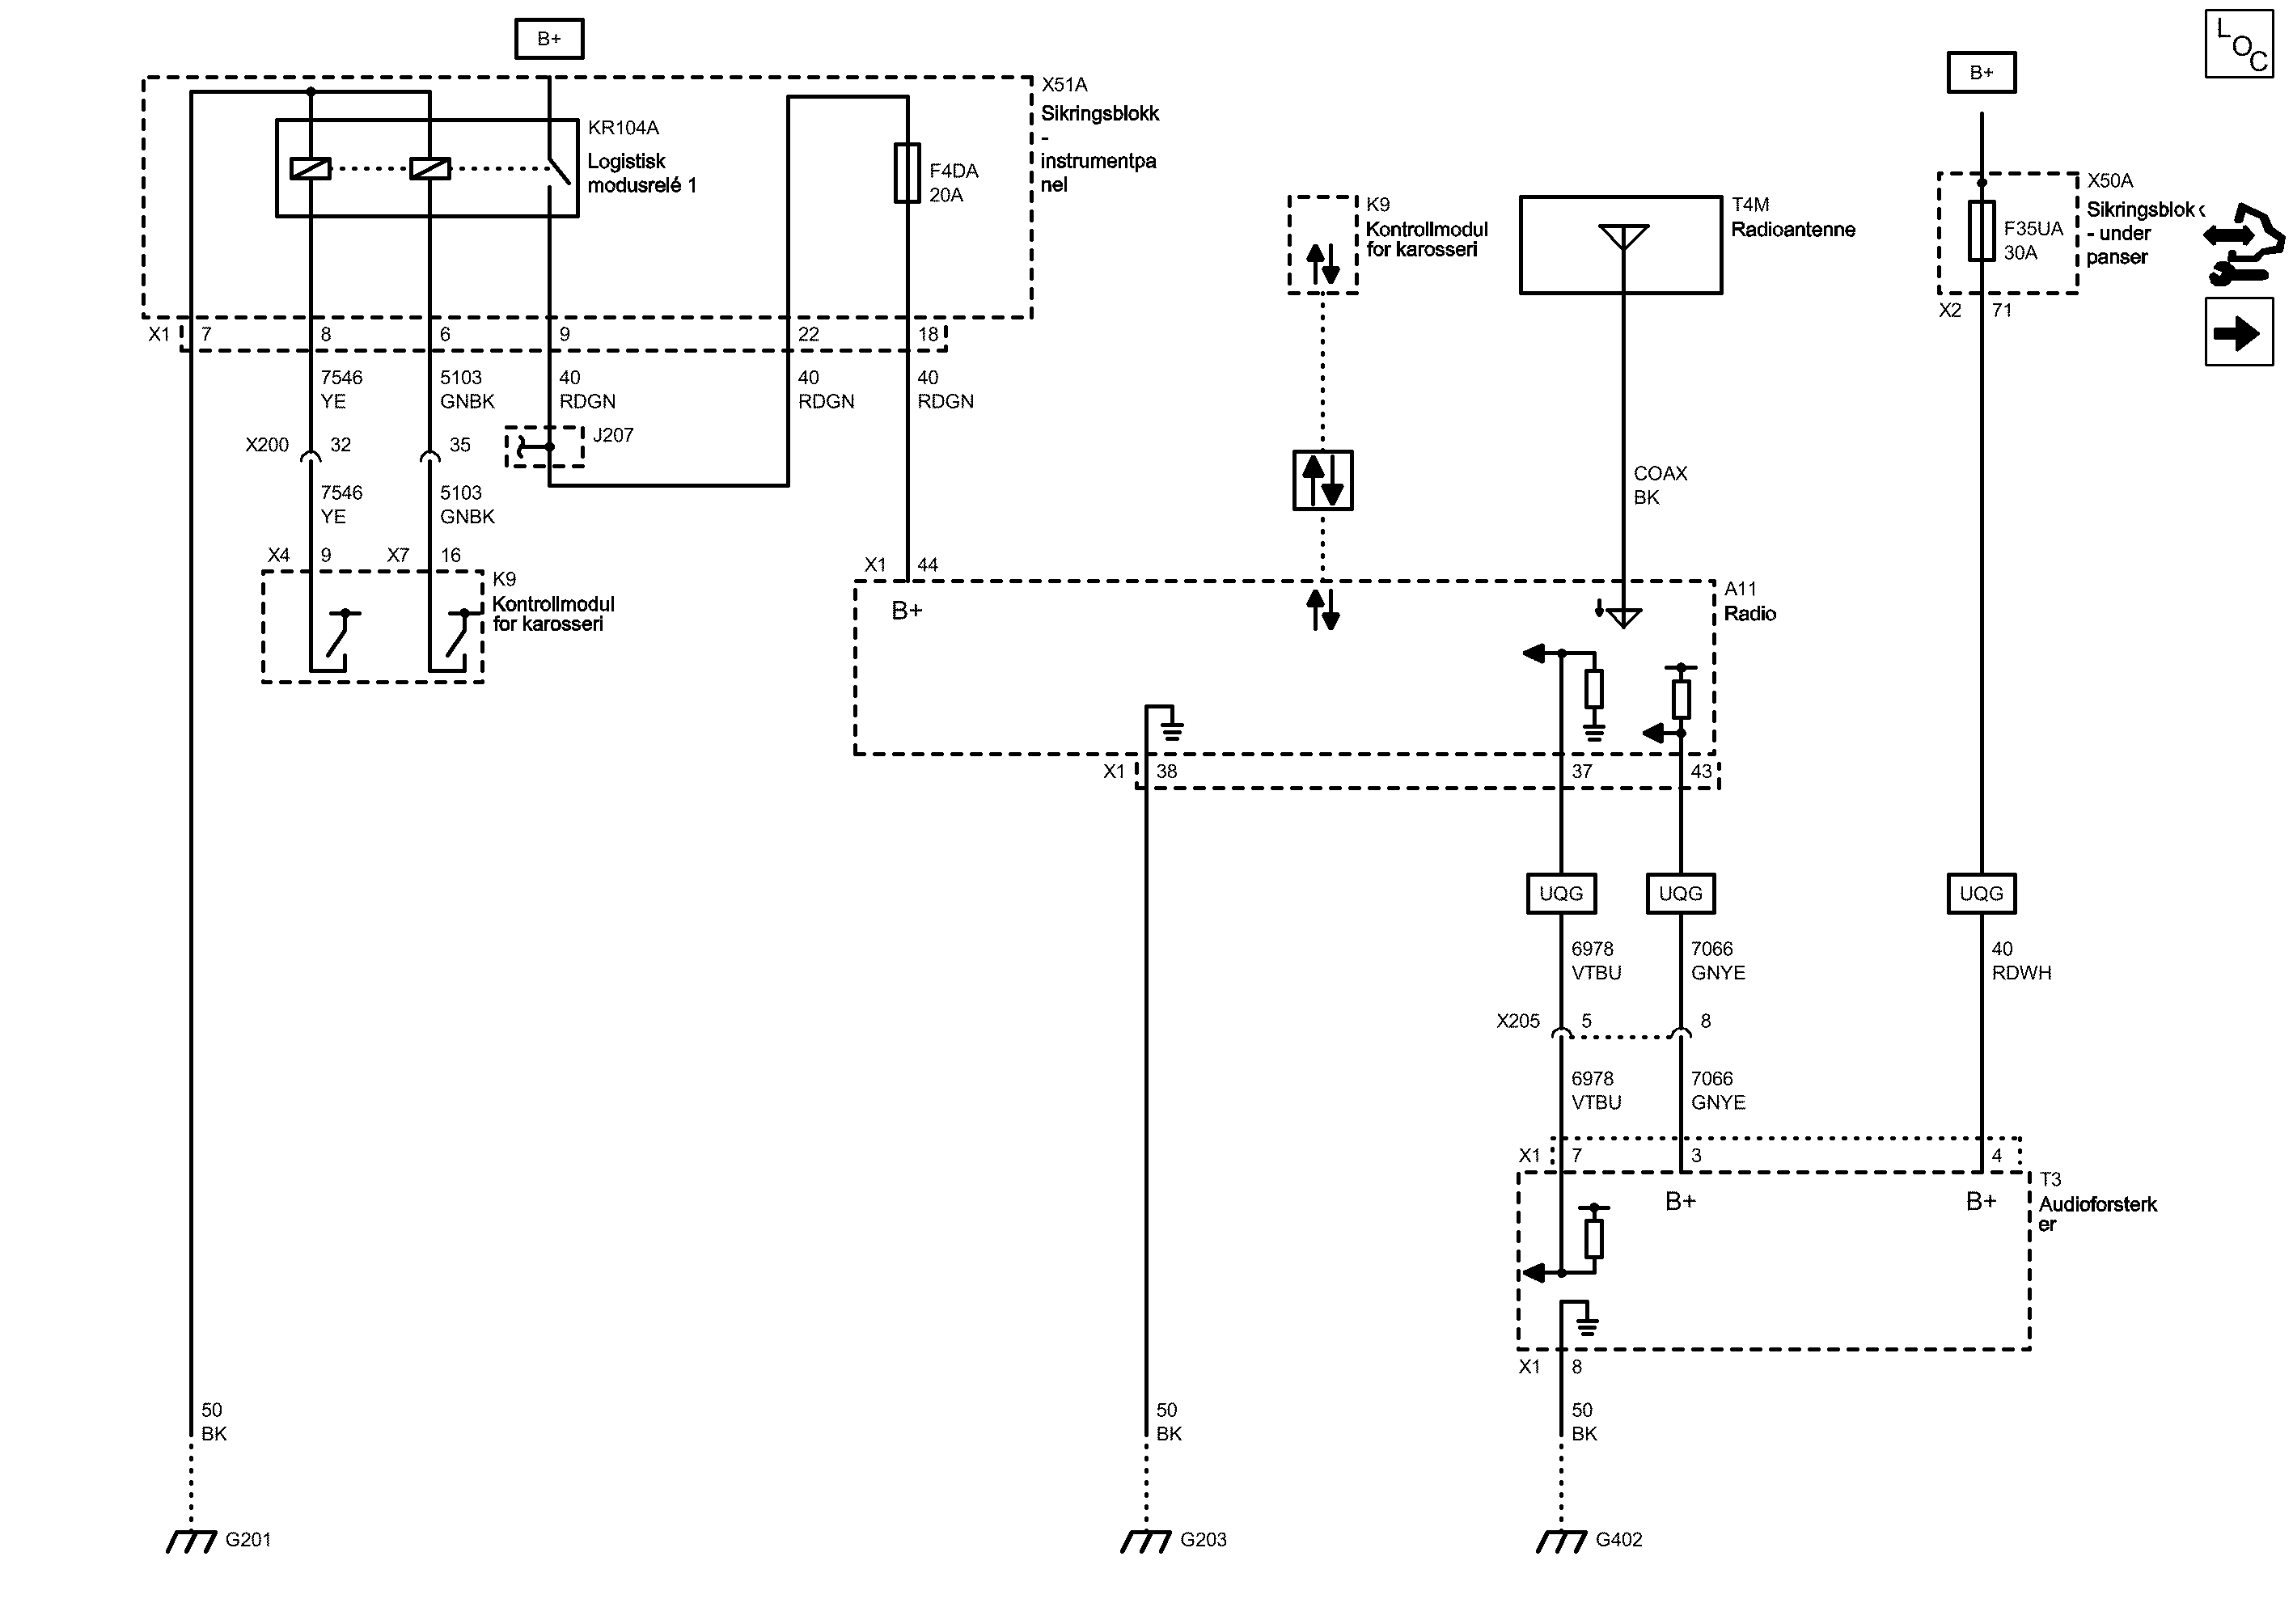 B+
L
O
C
B+
X51A
Sikringsblokk
-
instrumentpa
nel
KR104A
Logistisk
modusrelé 1
F4DA
20A
K9
Kontrollmodul
for karosseri
T4M
Radioantenne
X50A
Sikringsblokk
- under
panser
F35UA
30A
X2 71
X1 7 8 6 9 22 18
7546 5103 40 40 40
YE GNBK RDGN RDGN RDGN
X200 32 35 J207
COAX
BK
7546 5103
YE GNBK
X4 9 X7 16
K9
Kontrollmodul
for karosseri
X1 44
A11
Radio
B+
X1 38 37 43
UQG UQG UQG
6978 7066 40
VTBU GNYE RDWH
X205 5 8
6978 7066
VTBU GNYE
X1 7 3 4
T3
Audioforsterk
er
B+ B+
X1 8
50 50 50
BK BK BK
G201 G203 G402